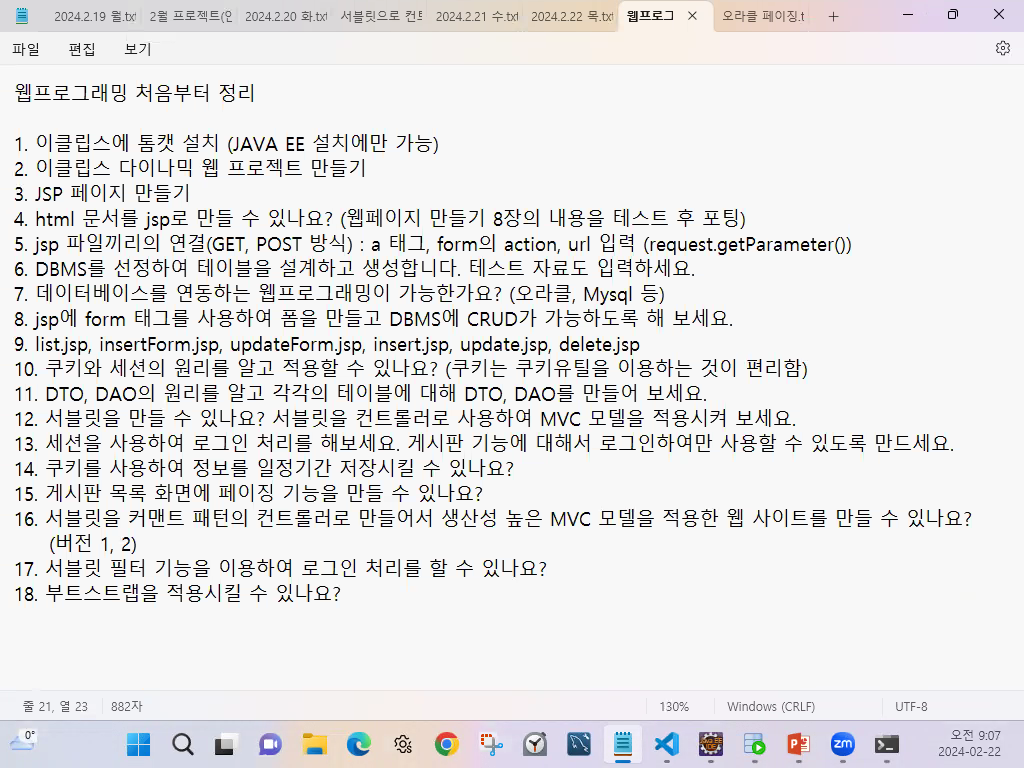 2024.2.19 월.txt 2월 프로젝트(인 2024.2.20 화.txt 서블릿으로 컨트 2024.2.21 수.txt 2024.2.22 목.txt 웹프로그 오라클 페이징.t
파일 편집 보기
웹프로그래밍 처음부터 정리
1. 이클립스에 톰캣 설치 (JAVA EE 설치에만 가능)
2. 이클립스 다이나믹 웹 프로젝트 만들기
3. JSP 페이지 만들기
4. html 문서를 jsp로 만들 수 있나요? (웹페이지 만들기 8장의 내용을 테스트 후 포팅)
5. jsp 파일끼리의 연결(GET, POST 방식) : a 태그, form의 action, url 입력 (request.getParameter())
6. DBMS를 선정하여 테이블을 설계하고 생성합니다. 테스트 자료도 입력하세요.
7. 데이터베이스를 연동하는 웹프로그래밍이 가능한가요? (오라클, Mysql 등)
8. jsp에 form 태그를 사용하여 폼을 만들고 DBMS에 CRUD가 가능하도록 해 보세요.
9. list.jsp, insertForm.jsp, updateForm.jsp, insert.jsp, update.jsp, delete.jsp
10. 쿠키와 세션의 원리를 알고 적용할 수 있나요? (쿠키는 쿠키유틸을 이용하는 것이 편리함)
11. DTO, DAO의 원리를 알고 각각의 테이블에 대해 DTO, DAO를 만들어 보세요.
12. 서블릿을 만들 수 있나요? 서블릿을 컨트롤러로 사용하여 MVC 모델을 적용시켜 보세요.
13. 세션을 사용하여 로그인 처리를 해보세요. 게시판 기능에 대해서 로그인하여만 사용할 수 있도록 만드세요.
14. 쿠키를 사용하여 정보를 일정기간 저장시킬 수 있나요?
15. 게시판 목록 화면에 페이징 기능을 만들 수 있나요?
16. 서블릿을 커맨트 패턴의 컨트롤러로 만들어서 생산성 높은 MVC 모델을 적용한 웹 사이트를 만들 수 있나요?
(버전 1, 2)
17. 서블릿 필터 기능을 이용하여 로그인 처리를 할 수 있나요?
18. 부트스트랩을 적용시킬 수 있나요?
줄 21, 열 23 882자 130% Windows (CRLF) UTF-8
0° JAVA EE IDE zm 오전 9:07
2024-02-22